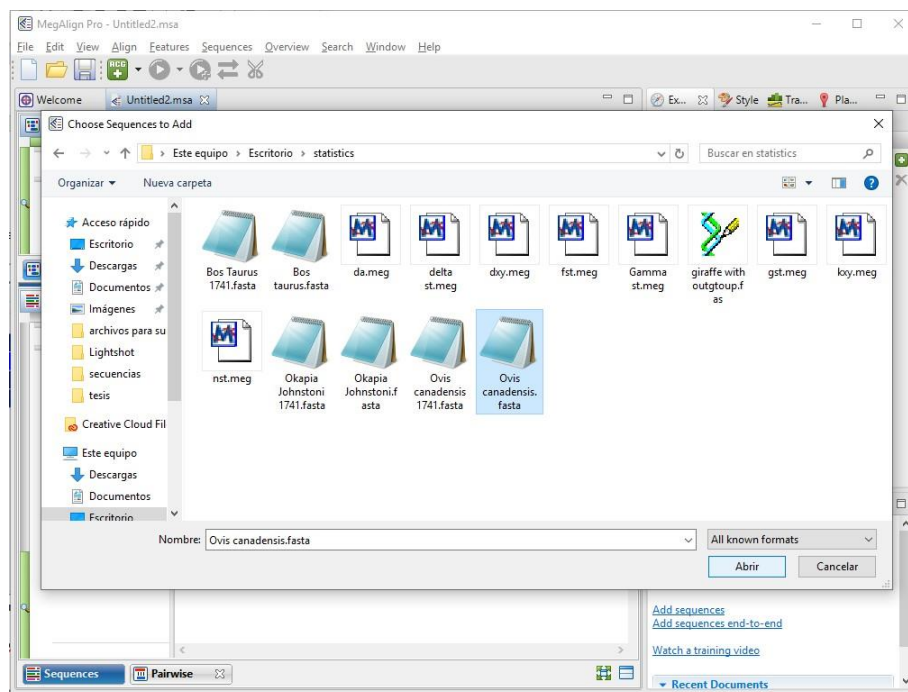 MegAlign Pro - Untitled2.msa
File Edit View Align Features Sequences Overview Search Window Help
Welcome Untitled2.msa Ex... Style Tra... Pla...
Choose Sequences to Add
Este equipo > Escritorio > statistics
Buscar en statistics
Organizar Nueva carpeta
Acceso rápido
Escritorio
Descargas
Documentos
Imágenes
archivos para su
Lightshot
secuencias
tesis
Creative Cloud Fil
Este equipo
Descargas
Documentos
Escritorio
Bos Taurus
1741.fasta
Bos
taurus.fasta
da.meg
delta
st.meg
dxy.meg
fst.meg
Gamma
st.meg
giraffe with
outgtoup.f
as
gst.meg
kxy.meg
nst.meg
Okapia
Johnstoni
1741.fasta
Okapia
Johnstoni.f
asta
Ovis
canadensis
1741.fasta
Ovis
canadensis.
fasta
Nombre: Ovis canadensis.fasta
All known formats
Abrir Cancelar
Add sequences
Add sequences end-to-end
Watch a training video
Sequences Pairwise
Recent Documents